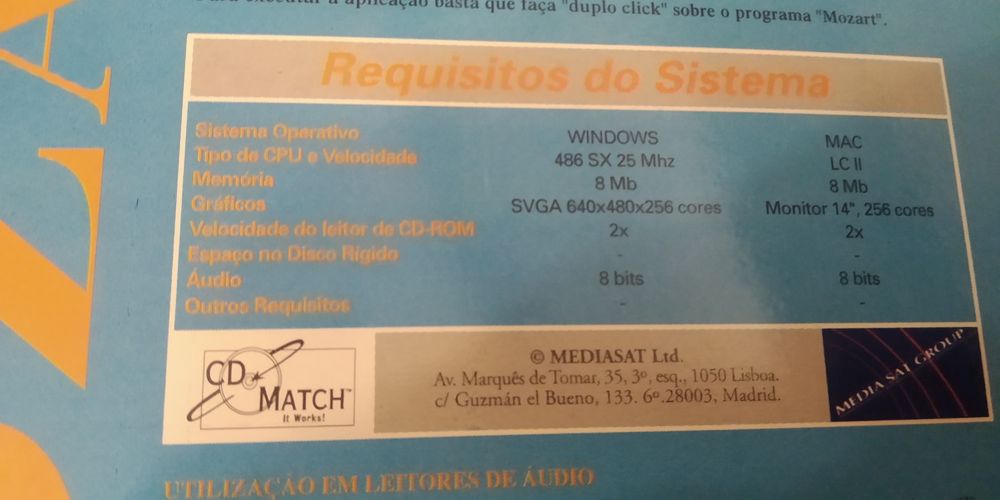 Para executar a aplicação basta que faça "duplo click" sobre o programa "Mozart".
Requisitos do Sistema
Sistema Operativo WINDOWS MAC
Tipo de CPU e Velocidade 486 SX 25 Mhz LC II
Memória 8 Mb 8 Mb
Gráficos SVGA 640x480x256 cores Monitor 14", 256 cores
Velocidade do leitor de CD-ROM 2x 2x
Espaço no Disco Rígido - -
Áudio 8 bits 8 bits
Outros Requisitos - -
CD MATCH™
It Works!
© MEDIASAT Ltd.
Av. Marquês de Tomar, 35, 3º, esq., 1050 Lisboa.
c/ Guzmán el Bueno, 133. 6º.28003, Madrid.
MEDIA SAT GROUP
UTILIZAÇÃO EM LEITORES DE ÁUDIO